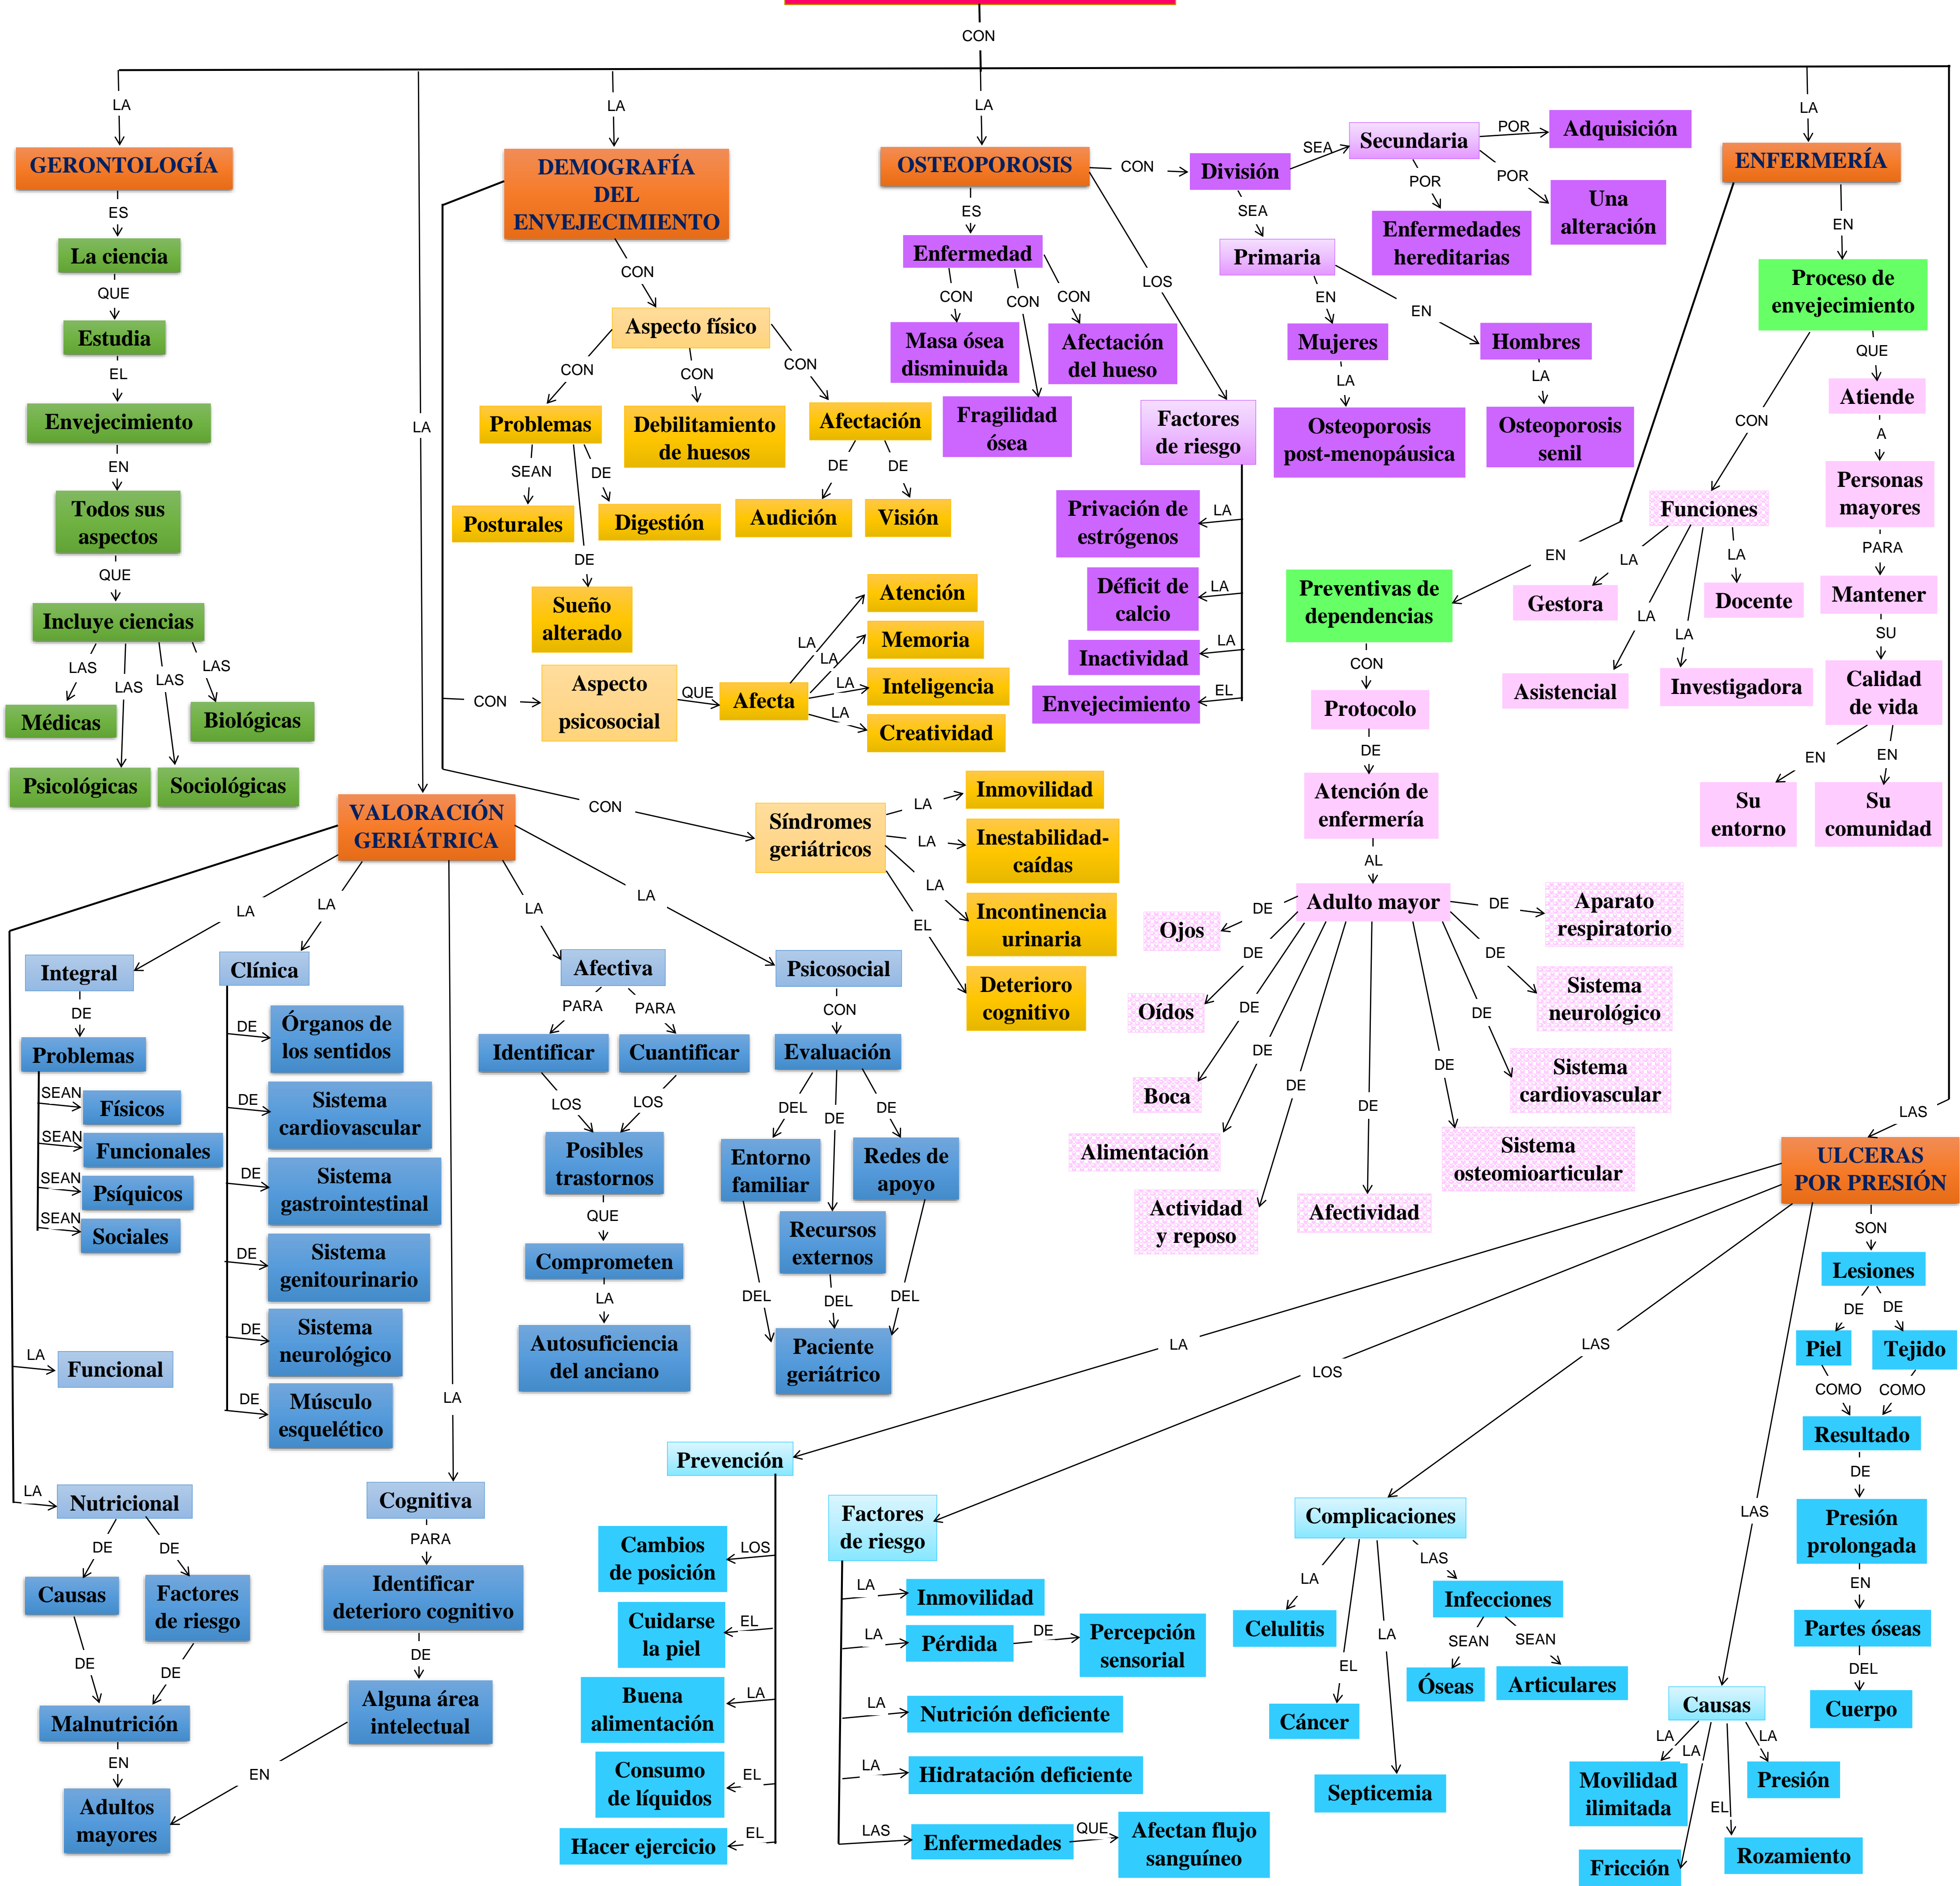 CON
LA
GERONTOLOGÍA
ES
La ciencia
QUE
Estudia
EL
Envejecimiento
EN
Todos sus
aspectos
QUE
Incluye ciencias
LAS
LAS
LAS
LAS
Médicas
Psicológicas
Sociológicas
Biológicas
LA
DEMOGRAFÍA
DEL
ENVEJECIMIENTO
CON
Aspecto físico
CON
CON
CON
Problemas
Debilitamiento
de huesos
Afectación
SEAN
DE
DE
DE
DE
Posturales
Digestión
Audición
Visión
Sueño
alterado
CON
Aspecto
psicosocial
QUE
Afecta
LA
LA
LA
LA
Atención
Memoria
Inteligencia
Creatividad
CON
Síndromes
geriátricos
LA
LA
LA
EL
Inmovilidad
Inestabilidad-
caídas
Incontinencia
urinaria
Deterioro
cognitivo
LA
OSTEOPOROSIS
ES
Enfermedad
CON
CON
CON
Masa ósea
disminuida
Fragilidad
ósea
Afectación
del hueso
CON
División
SEA
Secundaria
POR
POR
POR
Adquisición
Una
alteración
Enfermedades
hereditarias
SEA
Primaria
EN
EN
Mujeres
Hombres
LA
LA
Osteoporosis
post-menopáusica
Osteoporosis
senil
LOS
Factores
de riesgo
LA
Privación de
estrógenos
LA
Déficit de
calcio
LA
Inactividad
EL
Envejecimiento
LA
ENFERMERÍA
EN
Proceso de
envejecimiento
QUE
Atiende
A
Personas
mayores
PARA
Mantener
SU
Calidad
de vida
EN
EN
Su
entorno
Su
comunidad
CON
Funciones
LA
LA
LA
LA
Gestora
Asistencial
Investigadora
Docente
EN
Preventivas de
dependencias
CON
Protocolo
DE
Atención de
enfermería
AL
Adulto mayor
DE
DE
DE
DE
DE
DE
DE
DE
DE
DE
Ojos
Oídos
Boca
Alimentación
Actividad
y reposo
Afectividad
Sistema
osteomioarticular
Sistema
cardiovascular
Sistema
neurológico
Aparato
respiratorio
LA
VALORACIÓN
GERIÁTRICA
LA
Integral
DE
Problemas
SEAN
Físicos
SEAN
Funcionales
SEAN
Psíquicos
SEAN
Sociales
LA
Clínica
DE
Órganos de
los sentidos
DE
Sistema
cardiovascular
DE
Sistema
gastrointestinal
DE
Sistema
genitourinario
DE
Sistema
neurológico
DE
Músculo
esquelético
LA
Afectiva
PARA
PARA
Identificar
Cuantificar
LOS
LOS
Posibles
trastornos
QUE
Comprometen
LA
Autosuficiencia
del anciano
LA
Psicosocial
CON
Evaluación
DEL
DE
DE
Entorno
familiar
Recursos
externos
Redes de
apoyo
DEL
DEL
DEL
Paciente
geriátrico
LA
Funcional
LA
Nutricional
DE
DE
Causas
Factores
de riesgo
DE
DE
Malnutrición
EN
Adultos
mayores
LA
Cognitiva
PARA
Identificar
deterioro cognitivo
DE
Alguna área
intelectual
EN
LAS
ULCERAS
POR PRESIÓN
SON
Lesiones
DE
DE
Piel
Tejido
COMO
COMO
Resultado
DE
Presión
prolongada
EN
Partes óseas
DEL
Cuerpo
LA
Prevención
LOS
Cambios
de posición
EL
Cuidarse
la piel
LA
Buena
alimentación
EL
Consumo
de líquidos
EL
Hacer ejercicio
LOS
Factores
de riesgo
LA
Inmovilidad
LA
Pérdida
DE
Percepción
sensorial
LA
Nutrición deficiente
LA
Hidratación deficiente
LAS
Enfermedades
QUE
Afectan flujo
sanguíneo
LAS
Complicaciones
LA
EL
LA
LAS
Celulitis
Cáncer
Septicemia
Infecciones
SEAN
SEAN
Óseas
Articulares
LAS
Causas
LA
LA
EL
LA
Movilidad
ilimitada
Fricción
Rozamiento
Presión